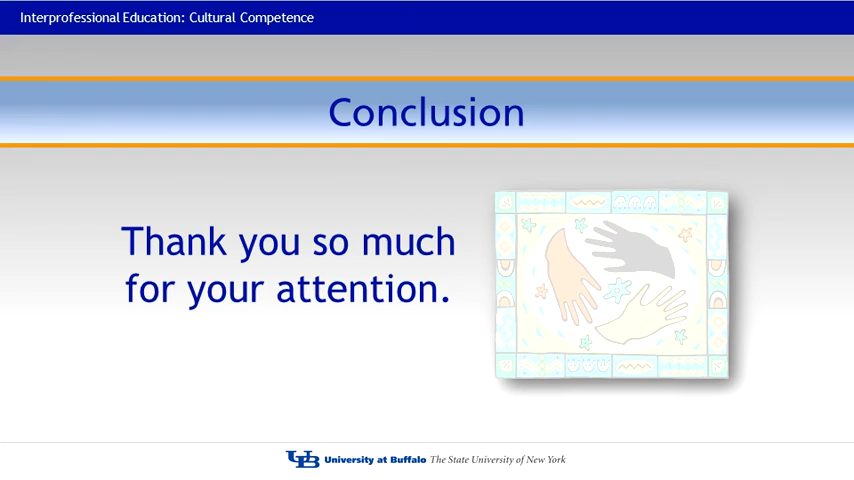 Interprofessional Education: Cultural Competence
Conclusion
Thank you so much
for your attention.
UB University at Buffalo The State University of New York